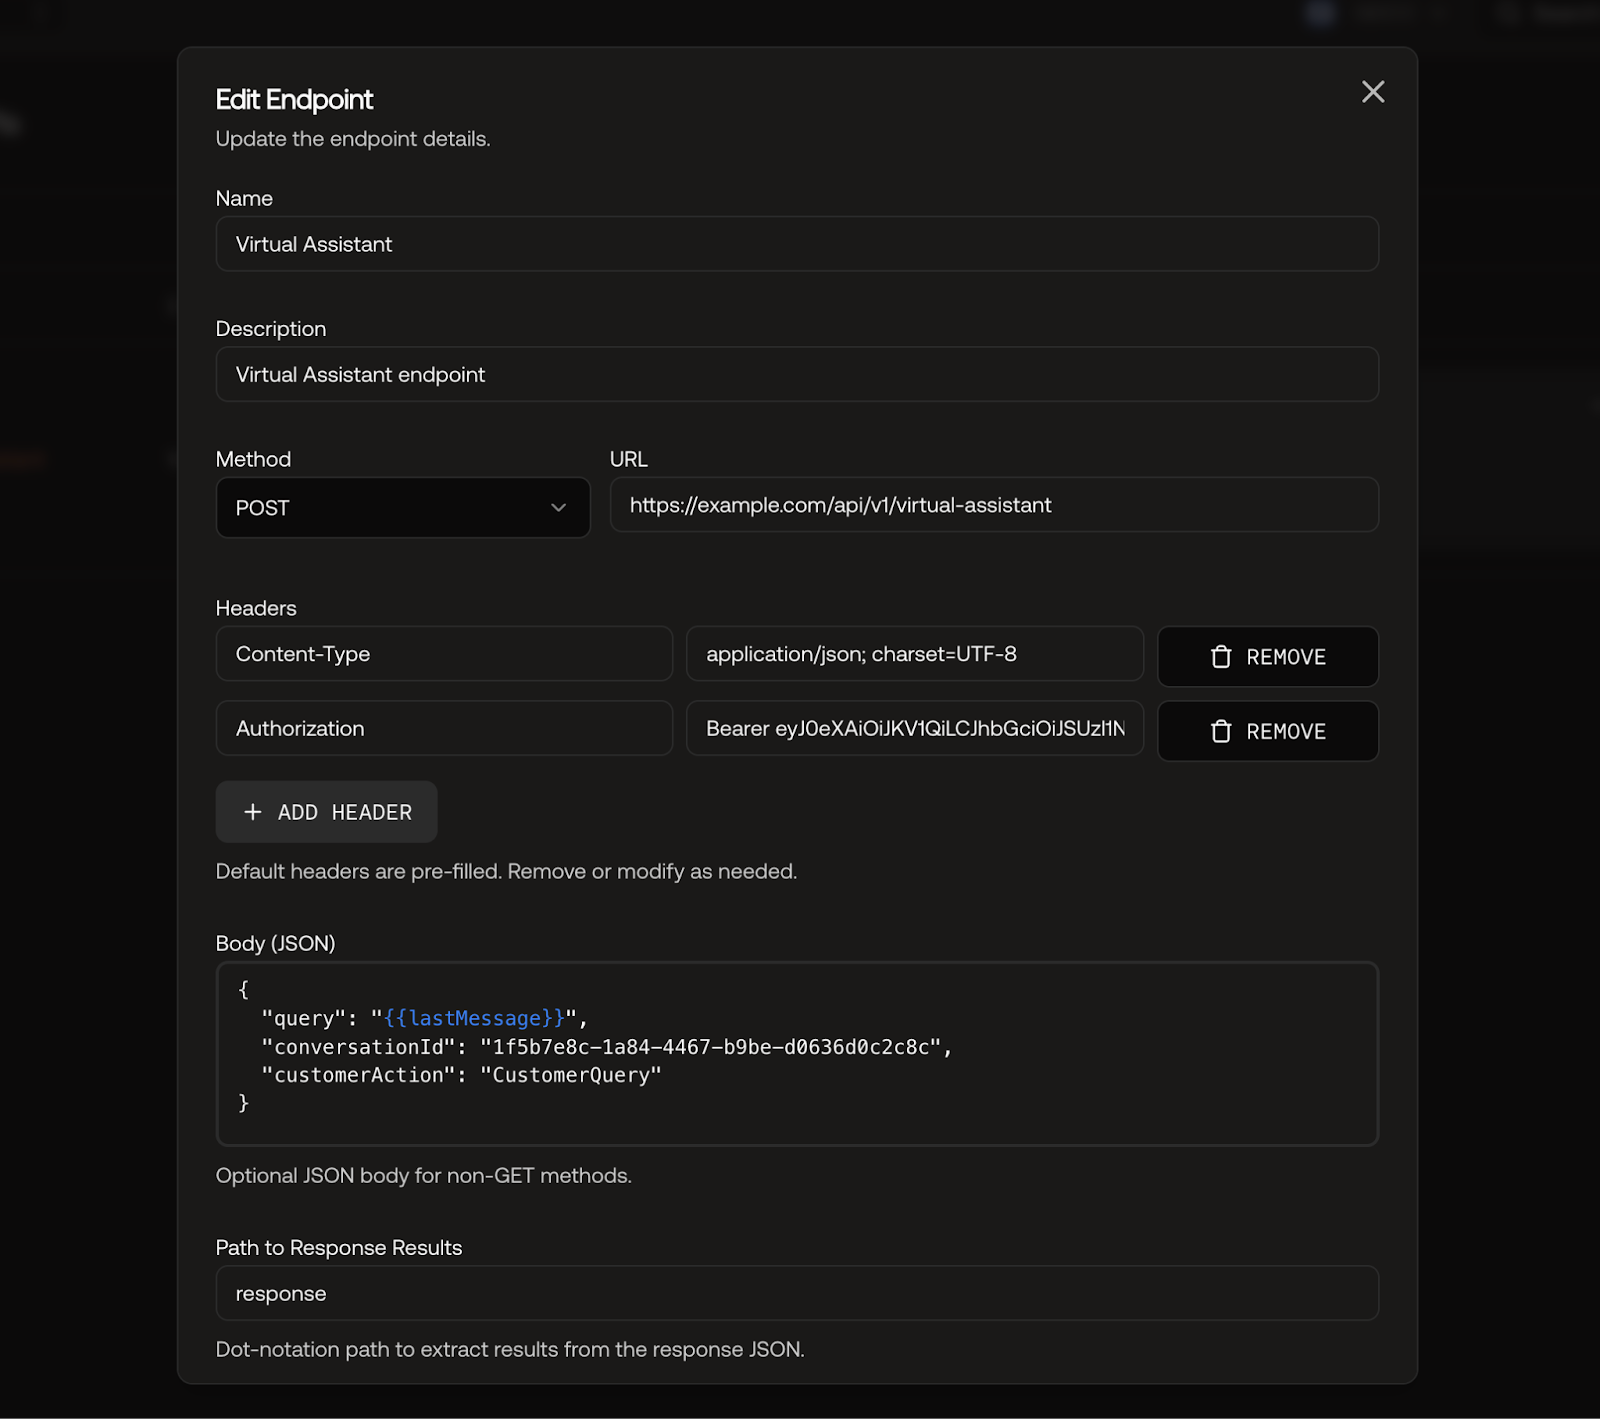 Edit Endpoint
Update the endpoint details.
Name
Virtual Assistant
Description
Virtual Assistant endpoint
Method
URL
POST
https://example.com/api/v1/virtual-assistant
Headers
Content-Type
application/json; charset=UTF-8
REMOVE
Authorization
Bearer eyJ0eXAiOiJKV1QiLCJhbGciOiJSUzI1N
REMOVE
+ ADD HEADER
Default headers are pre-filled. Remove or modify as needed.
Body (JSON)
{
"query": "{{lastMessage}}",
"conversationId": "1f5b7e8c-1a84-4467-b9be-d0636d0c2c8c",
"customerAction": "CustomerQuery"
}
Optional JSON body for non-GET methods.
Path to Response Results
response
Dot-notation path to extract results from the response JSON.